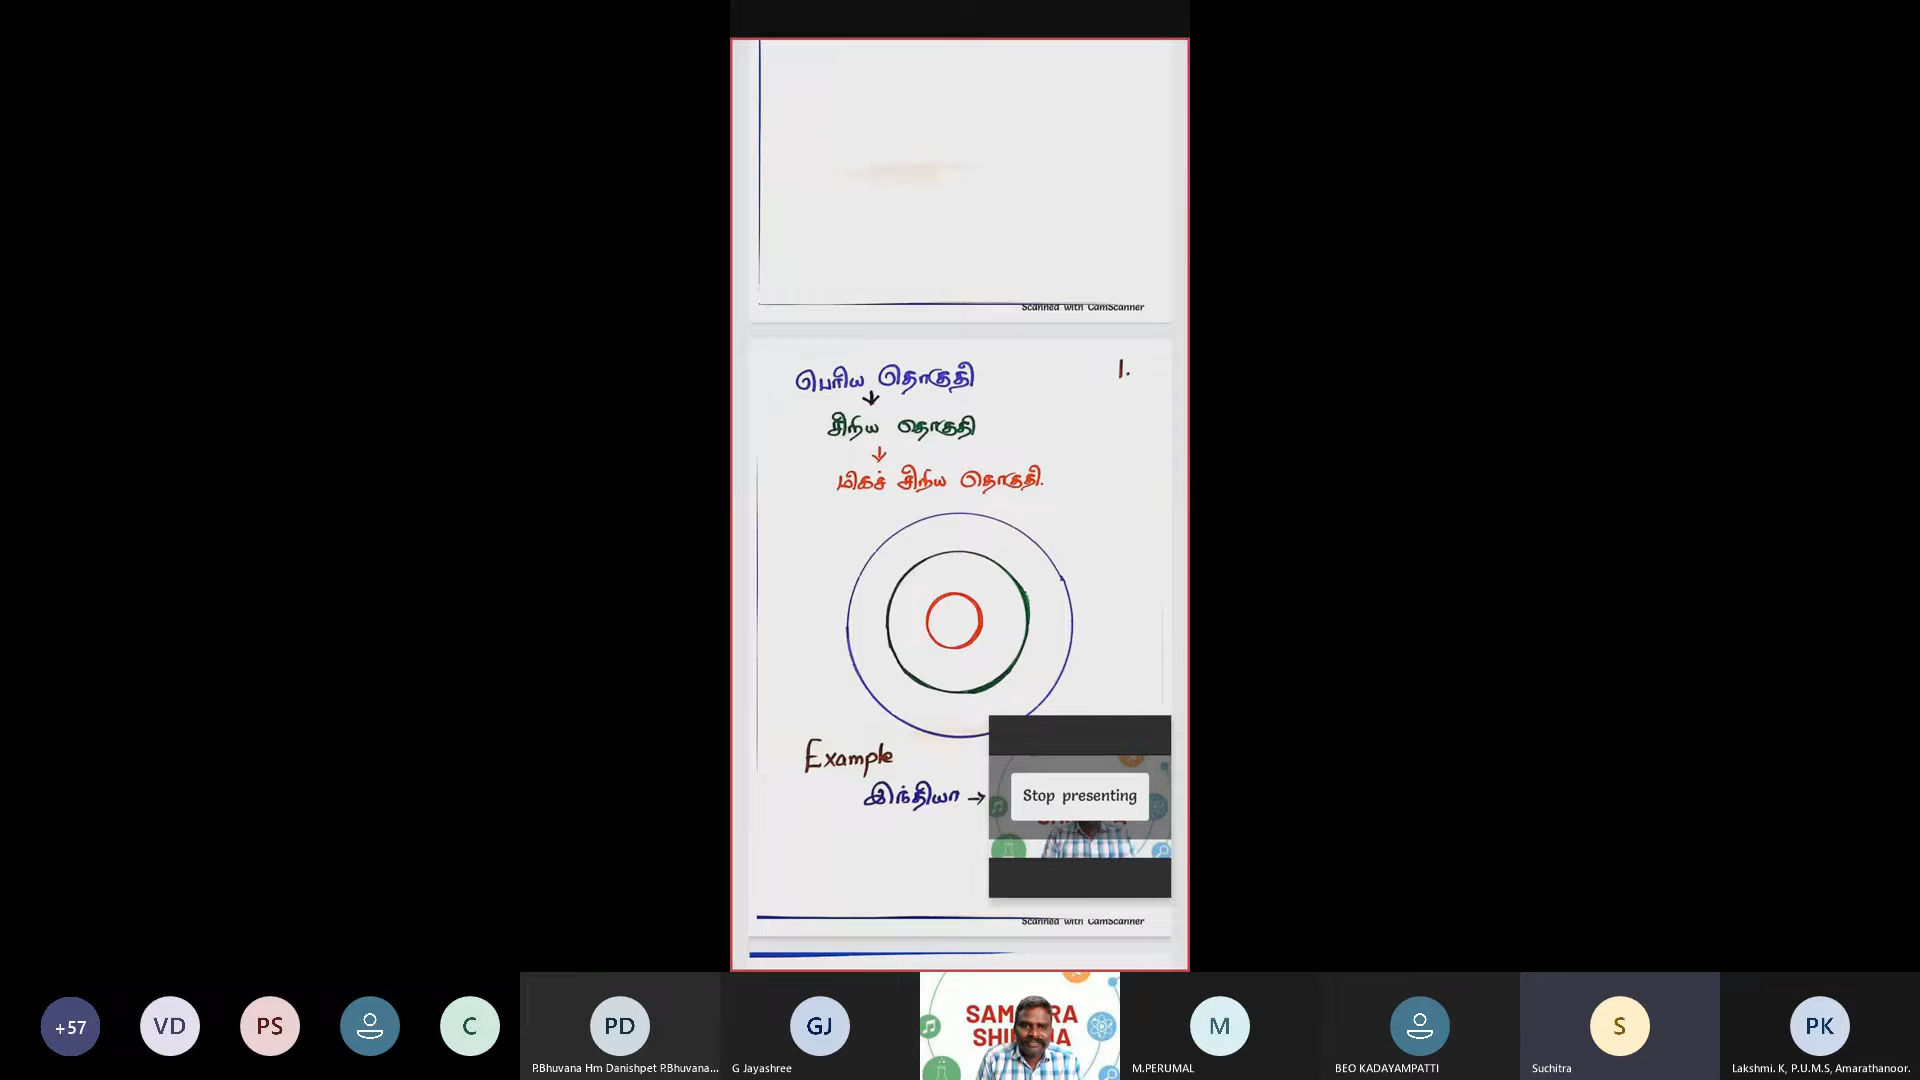 Scanned with CamScanner
பெரிய தொகுதி
1.
சிறிய தொகுதி
மிகச் சிறிய தொகுதி.
Example
இந்தியா →
Stop presenting
Scanned with CamScanner
+57
VD
PS
C
PD
GJ
M
S
PK
P.Bhuvana Hm Danishpet P.Bhuvana...
G Jayashree
M.PERUMAL
BEO KADAYAMPATTI
Suchitra
Lakshmi. K, P.U.M.S, Amarathanoor.